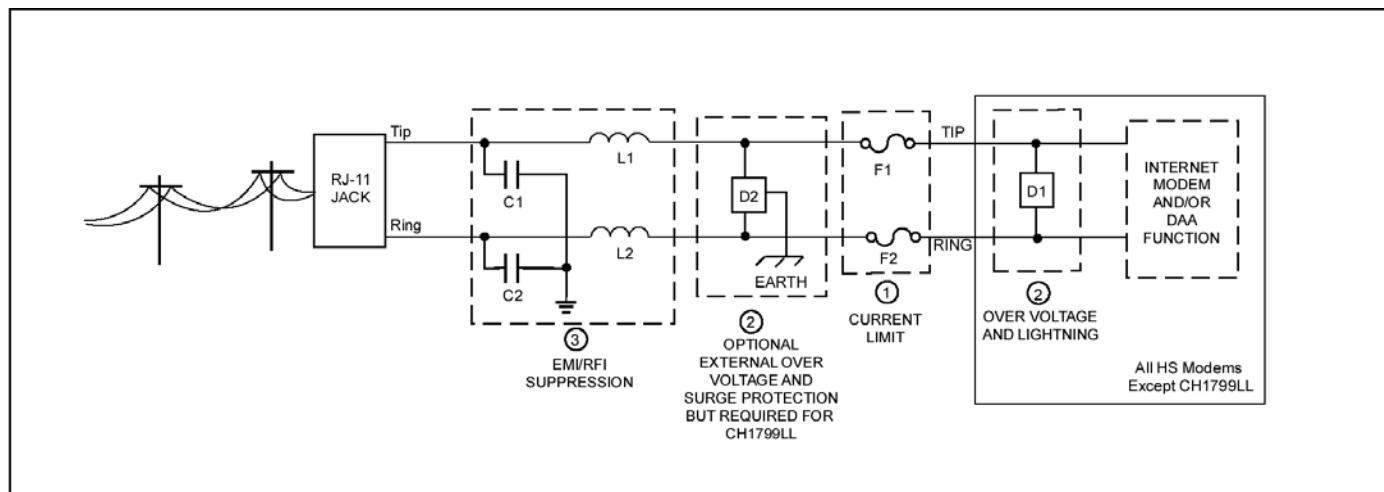 RJ-11
JACK
Tip
Ring
C1
C2
L1
L2
③
EMI/RFI
SUPPRESSION
D2
EARTH
②
OPTIONAL
EXTERNAL OVER
VOLTAGE AND
SURGE PROTECTION
BUT REQUIRED FOR
CH1799LL
F1
F2
①
CURRENT
LIMIT
TIP
RING
D1
②
OVER VOLTAGE
AND LIGHTNING
INTERNET
MODEM
AND/OR
DAA
FUNCTION
All HS Modems
Except CH1799LL